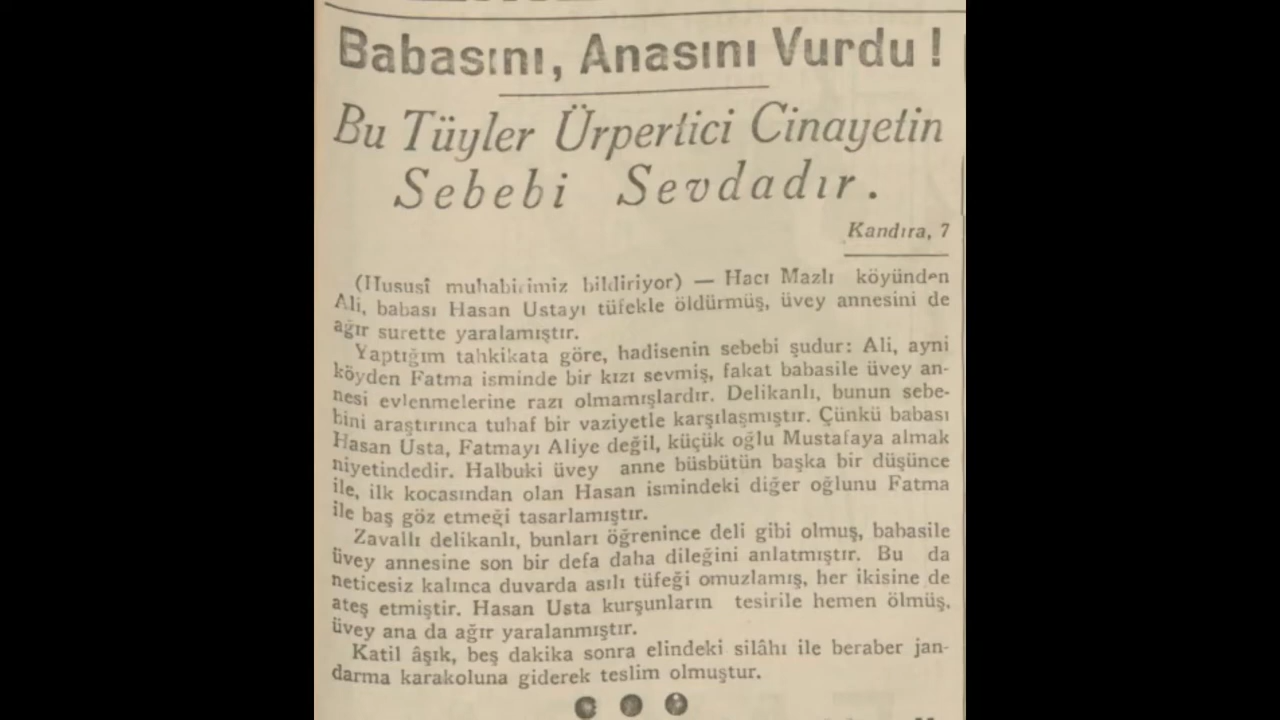 Babasını, Anasını Vurdu !
Bu Tüyler Ürpertici Cinayetin
Sebebi Sevdadır.
Kandıra, 7
(Hususî muhabirimiz bildiriyor) — Hacı Mazlı köyünden
Ali, babası Hasan Ustayı tüfekle öldürmüş, üvey annesini de
ağır surette yaralamıştır.
Yaptığım tahkikata göre, hadisenin sebebi şudur: Ali, ayni
köyden Fatma isminde bir kızı sevmiş, fakat babasile üvey an-
nesi evlenmelerine razı olmamışlardır. Delikanlı, bunun sebe-
bini araştırınca tuhaf bir vaziyetle karşılaşmıştır. Çünkü babası
Hasan Usta, Fatmayı Aliye değil, küçük oğlu Mustafaya almak
niyetindedir. Halbuki üvey anne büsbütün başka bir düşünce
ile, ilk kocasından olan Hasan ismindeki diğer oğlunu Fatma
ile baş göz etmeği tasarlamıştır.
Zavallı delikanlı, bunları öğrenince deli gibi olmuş, babasile
üvey annesine son bir defa daha dileğini anlatmıştır. Bu da
neticesiz kalınca duvarda asılı tüfeği omuzlamış, her ikisine de
ateş etmiştir. Hasan Usta kurşunların tesirile hemen ölmüş,
üvey ana da ağır yaralanmıştır.
Katil âşık, beş dakika sonra elindeki silâhı ile beraber jan-
darma karakoluna giderek teslim olmuştur.